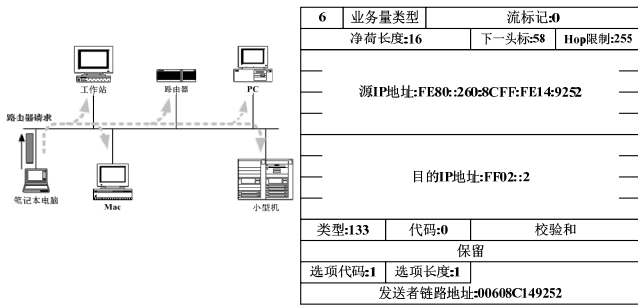 工作站
路由器
PC
路由器请求
笔记本电脑
Mac
小型机
6 业务量类型 流标记:0
净荷长度:16 下一头标:58 Hop限制:255
源IP地址:FE80::260:8CFF:FE14:9252
目的IP地址:FF02::2
类型:133 代码:0 校验和
保留
选项代码:1 选项长度:1
发送者链路地址:00608C149252